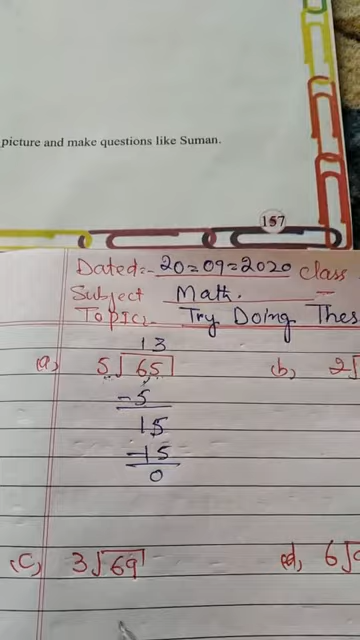 picture and make questions like Suman.
157
Dated:- 20=09=2020 class
Subject Math.
Topic:- Try Doing Thes
13
(a) 5√65 (b) 2√
-5
15
-15
0
(c) 3√69 (d) 6√